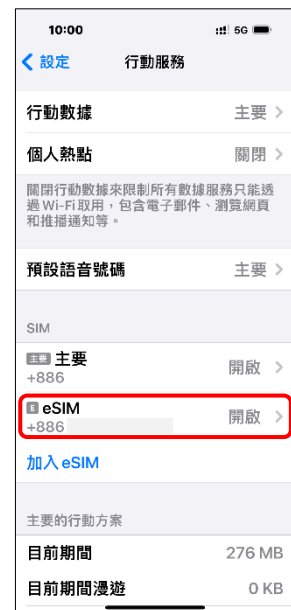 10:00 5G
設定 行動服務
行動數據 主要
個人熱點 關閉
關閉行動數據來限制所有數據服務只能透
過 Wi-Fi 取用，包含電子郵件、瀏覽網頁
和推播通知等。
預設語音號碼 主要
SIM
主要 主要
+886 開啟
E eSIM
+886 開啟
加入 eSIM
主要的行動方案
目前期間 276 MB
目前期間漫遊 0 KB